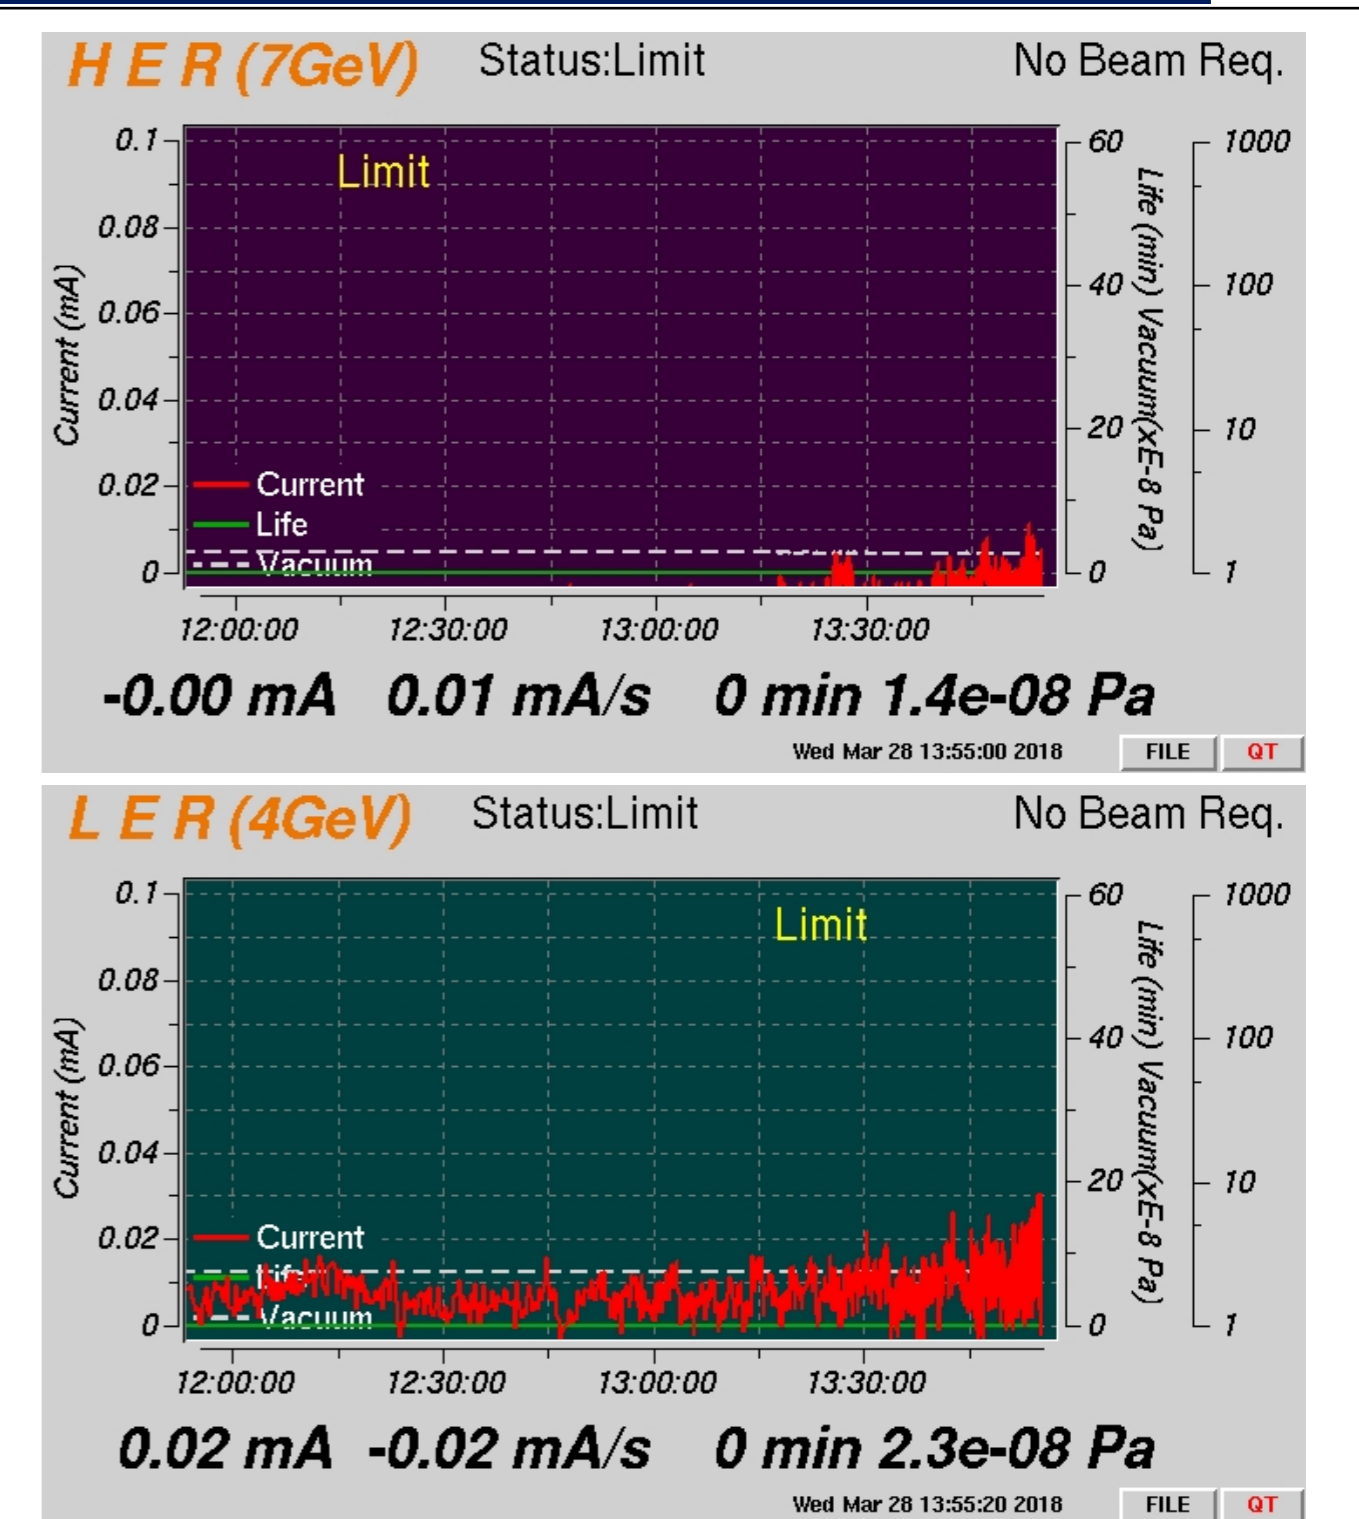 H E R (7GeV) Status:Limit No Beam Req.
Limit
0.1
0.08
0.06
0.04
0.02
0
Current (mA)
Current
Life
Vacuum
60
40
20
0
Life (min) Vacuum(xE-8 Pa)
1000
100
10
1
12:00:00 12:30:00 13:00:00 13:30:00
-0.00 mA 0.01 mA/s 0 min 1.4e-08 Pa
Wed Mar 28 13:55:00 2018 FILE QT
L E R (4GeV) Status:Limit No Beam Req.
Limit
0.1
0.08
0.06
0.04
0.02
0
Current (mA)
Current
Life
Vacuum
60
40
20
0
Life (min) Vacuum(xE-8 Pa)
1000
100
10
1
12:00:00 12:30:00 13:00:00 13:30:00
0.02 mA -0.02 mA/s 0 min 2.3e-08 Pa
Wed Mar 28 13:55:20 2018 FILE QT